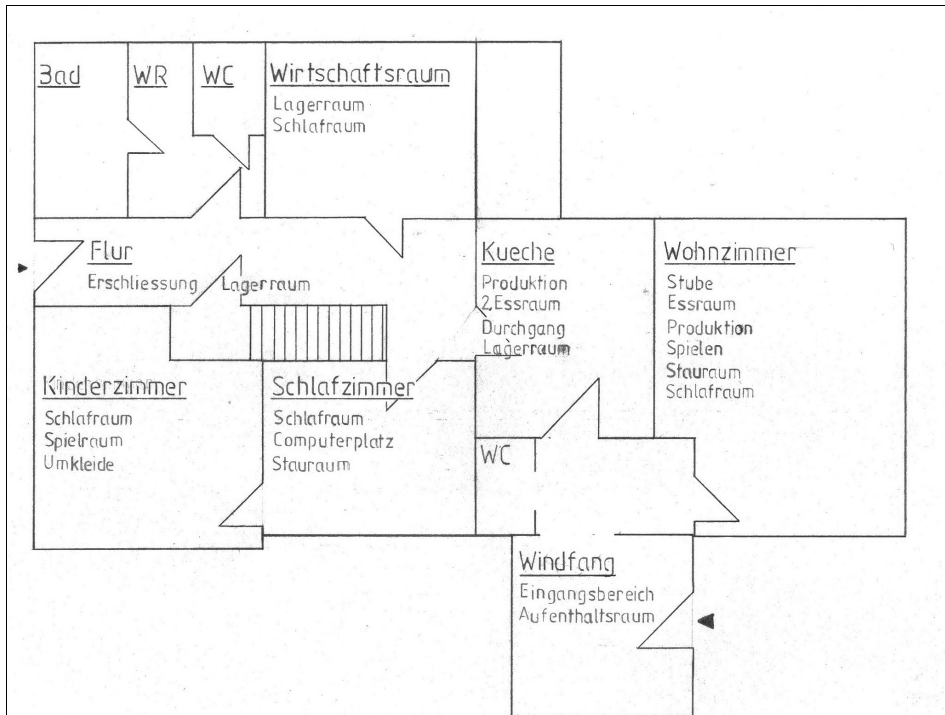 Bad
WR
WC
Wirtschaftsraum
Lagerraum
Schlafraum
Flur
Erschliessung
Lagerraum
Kueche
Produktion
2.Essraum
Durchgang
Lagerraum
Wohnzimmer
Stube
Essraum
Produktion
Spielen
Stauraum
Schlafraum
Kinderzimmer
Schlafraum
Spielraum
Umkleide
Schlafzimmer
Schlafraum
Computerplatz
Stauraum
WC
Windfang
Eingangsbereich
Aufenthaltsraum